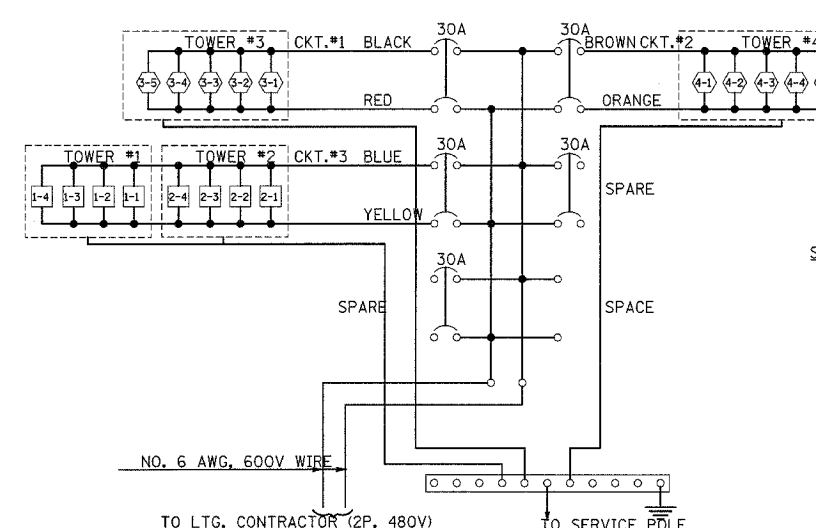 30A
30A
TOWER #3 CKT.#1 BLACK
BROWN CKT.#2 TOWER #4
3-5 3-4 3-3 3-2 3-1
4-1 4-2 4-3 4-4
RED
ORANGE
30A
30A
TOWER #1 TOWER #2 CKT.#3 BLUE
1-4 1-3 1-2 1-1 2-4 2-3 2-2 2-1
SPARE
YELLOW
30A
SPARE
SPACE
NO. 6 AWG, 600V WIRE
TO LTG. CONTRACTOR (2P, 480V)
TO SERVICE POLE